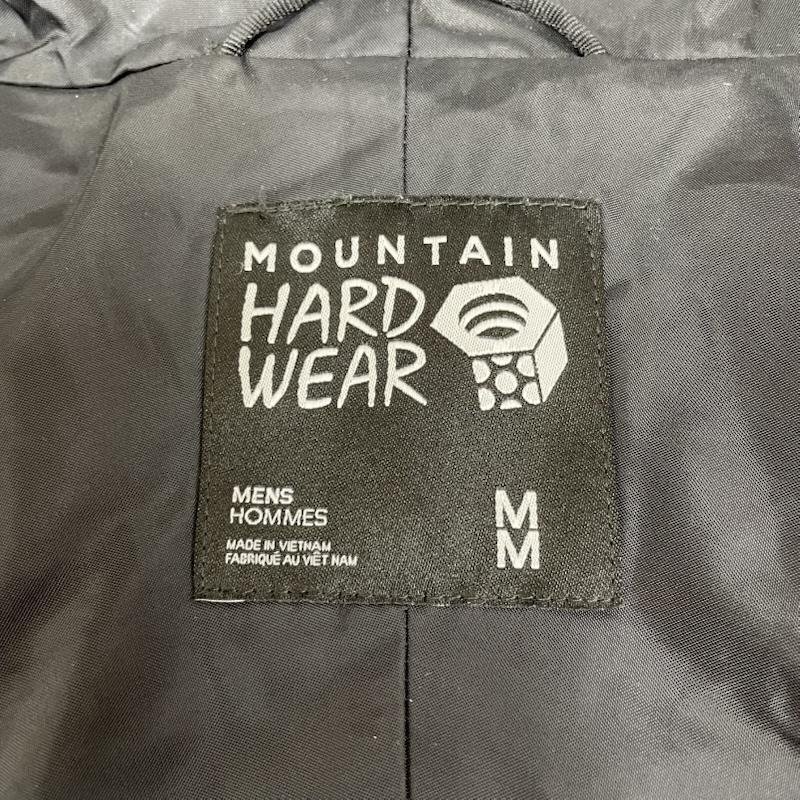 MOUNTAIN
HARD
WEAR
MENS
HOMMES
MADE IN VIETNAM
FABRIQUÉ AU VIÊT NAM
M
M